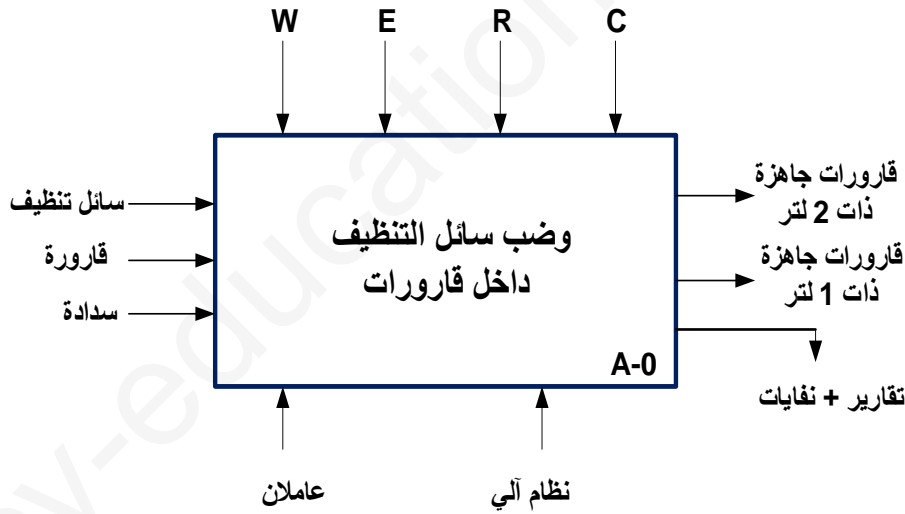 W E R C
سائل تنظيف
قارورة
سدادة
وضب سائل التنظيف
داخل قارورات
A-0
قارورات جاهزة
ذات 2 لتر
قارورات جاهزة
ذات 1 لتر
تقارير + نفايات
عاملان
نظام آلي